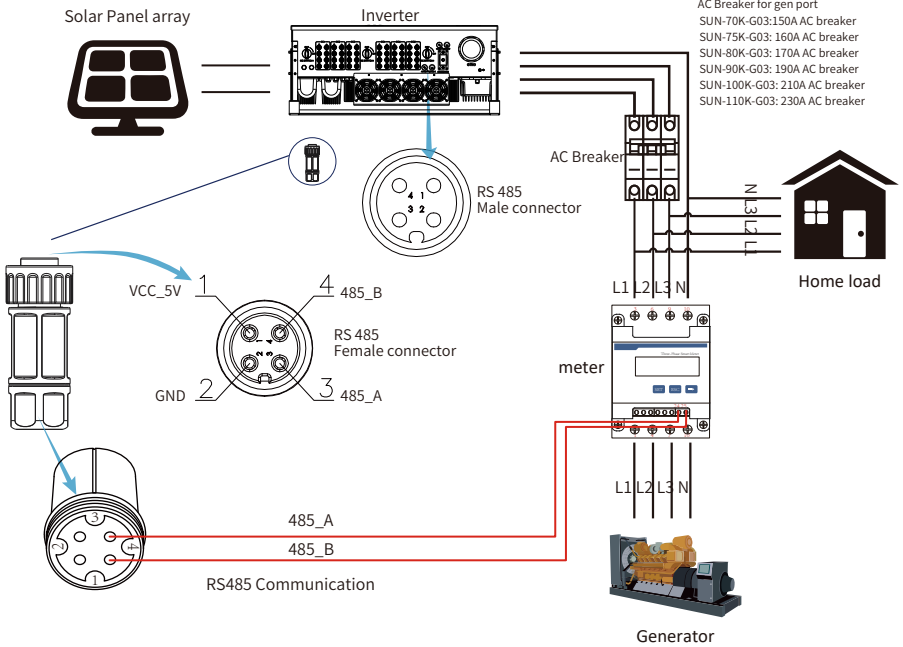 AC Breaker for gen port
Solar Panel array
Inverter
SUN-70K-G03:150A AC breaker
SUN-75K-G03: 160A AC breaker
SUN-80K-G03: 170A AC breaker
SUN-90K-G03: 190A AC breaker
SUN-100K-G03: 210A AC breaker
SUN-110K-G03: 230A AC breaker
AC Breaker
4 1
3 2
RS 485
Male connector
N
L3
L2
L1
Home load
VCC_5V
1
4
485_B
1 4
2 3
RS 485
Female connector
GND
2
3
485_A
L1 L2 L3 N
meter
L1 L2 L3 N
3
2
4
1
485_A
485_B
RS485 Communication
Generator